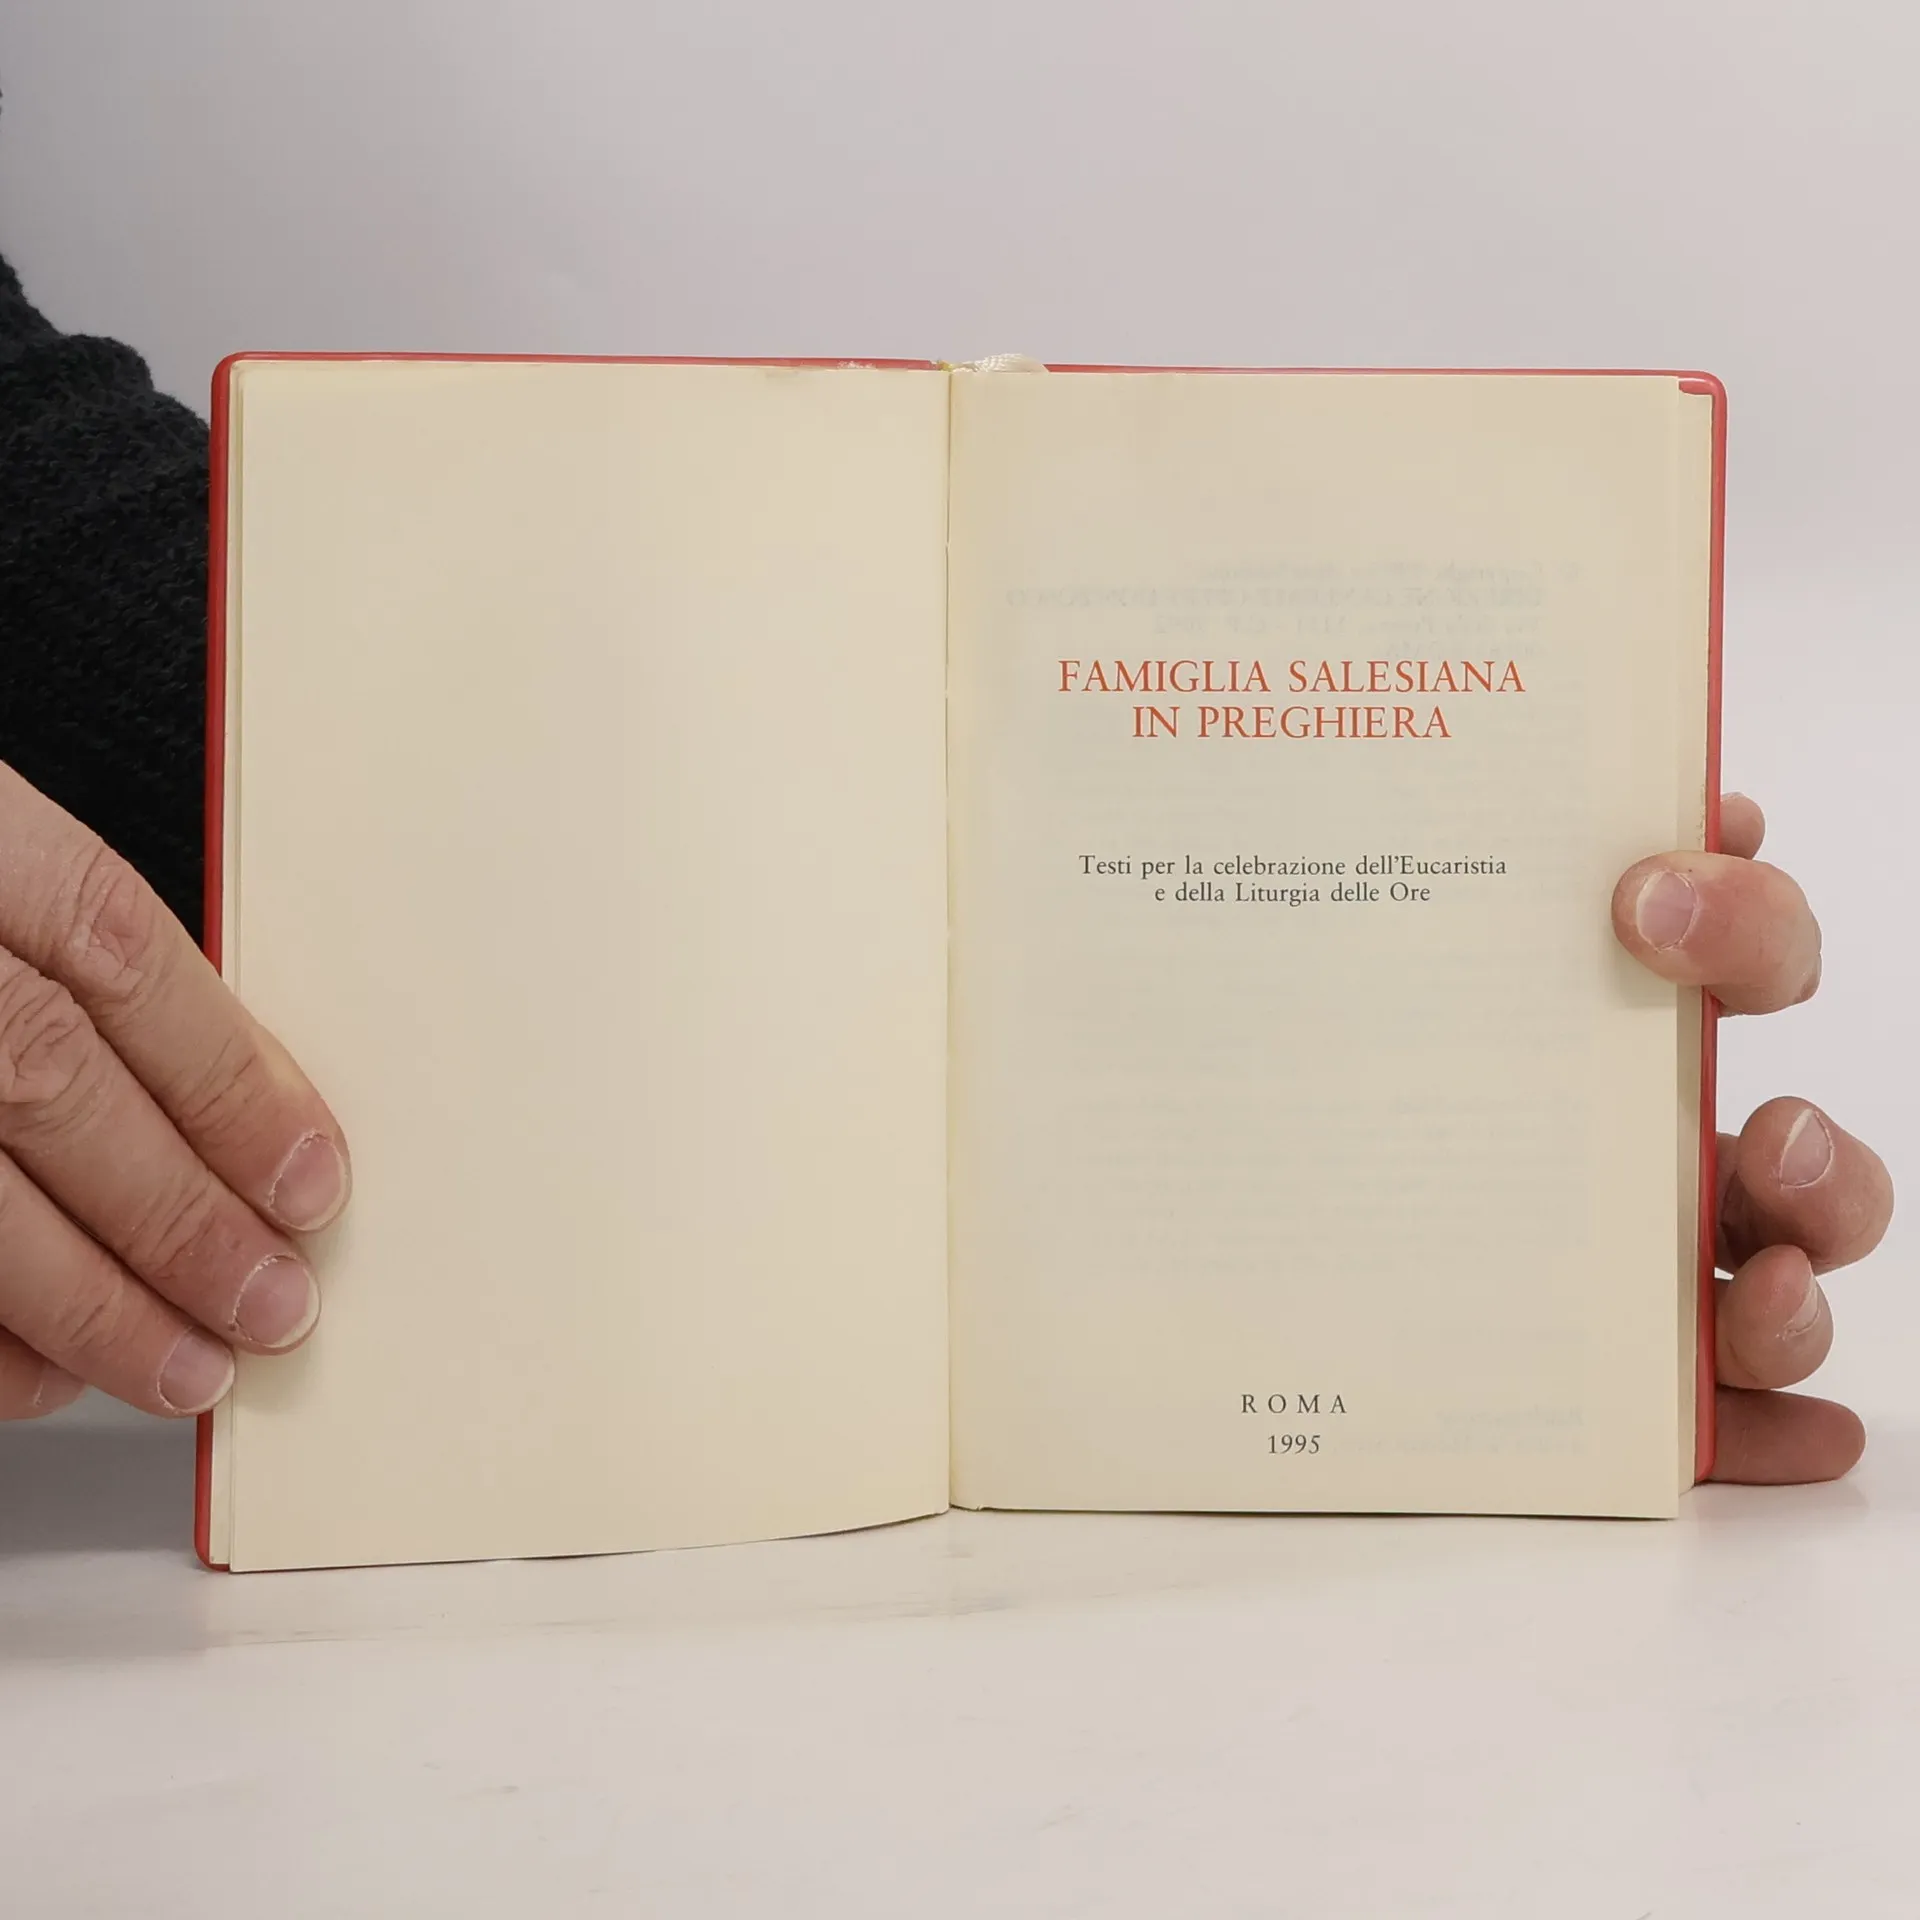 FAMIGLIA SALESIANA
IN PREGHIERA
Testi per la celebrazione dell'Eucaristia
e della Liturgia delle Ore
ROMA
1995